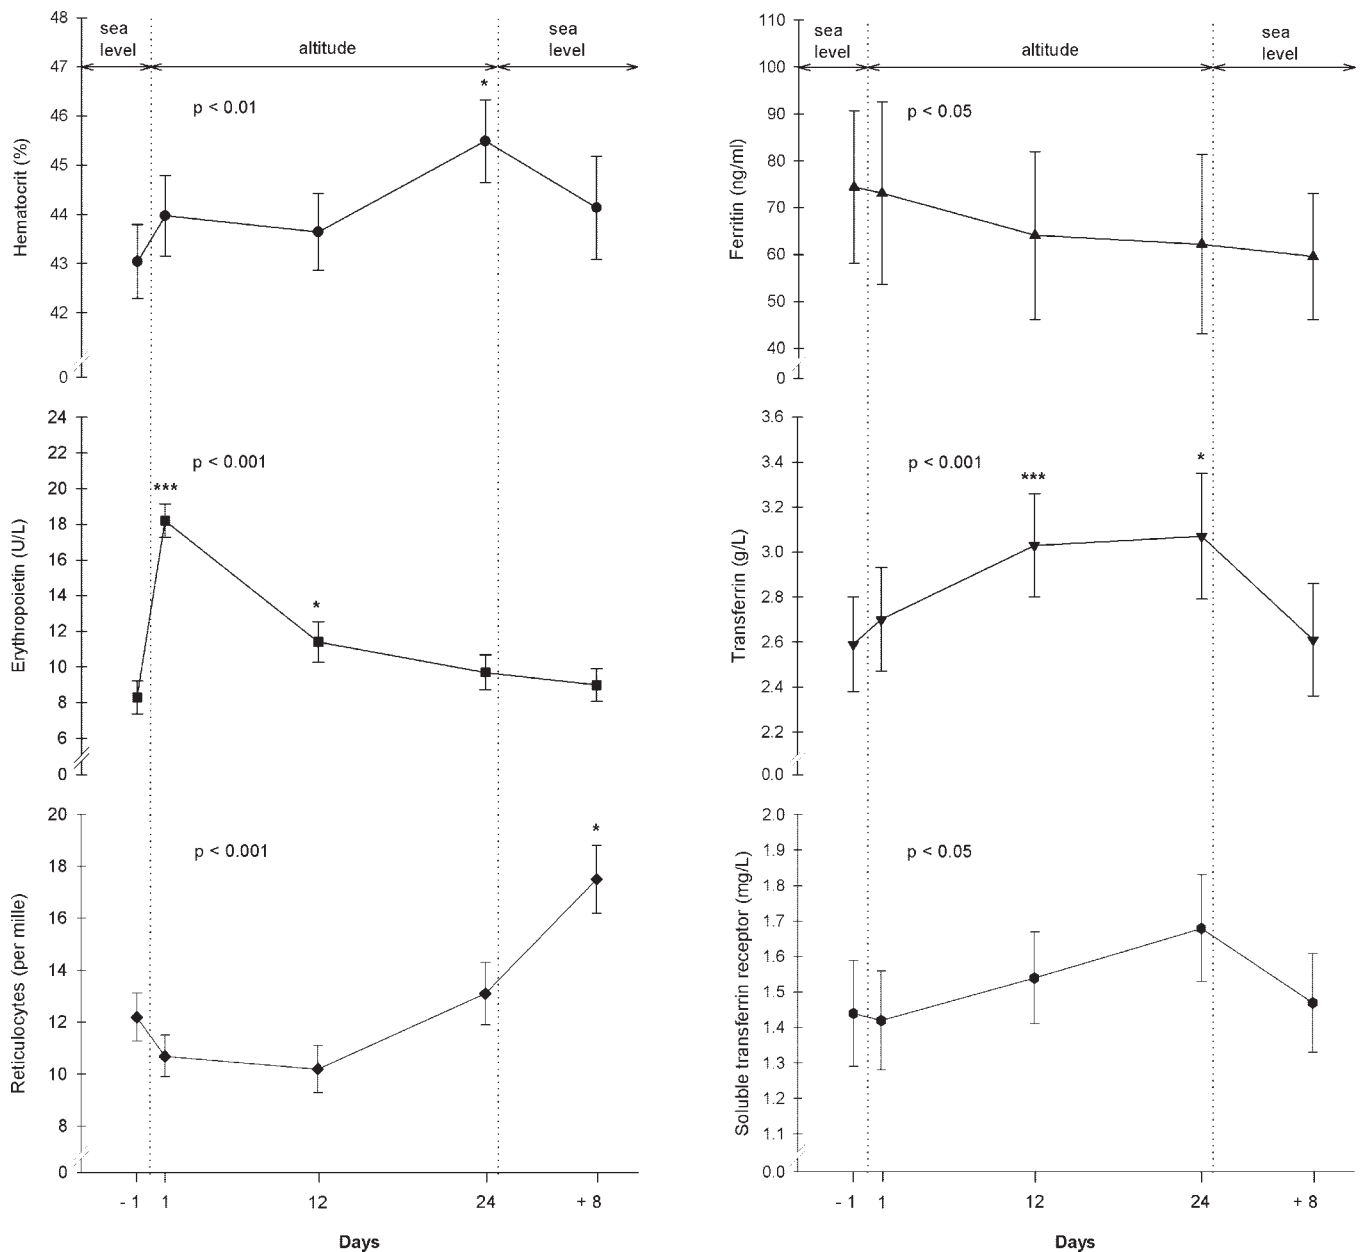 sea
level
altitude
sea
level
48
47
46
45
44
43
42
0
Hematocrit (%)
p < 0.01
*
sea
level
altitude
sea
level
110
100
90
80
70
60
50
40
0
Ferritin (ng/ml)
p < 0.05
24
22
20
18
16
14
12
10
8
6
0
Erythropoietin (U/L)
p < 0.001
***
*
3.6
3.4
3.2
3.0
2.8
2.6
2.4
2.2
0.0
Transferrin (g/L)
p < 0.001
***
*
20
18
16
14
12
10
8
0
Reticulocytes (per mille)
p < 0.001
*
- 1 1 12 24 + 8
Days
2.0
1.9
1.8
1.7
1.6
1.5
1.4
1.3
1.2
1.1
0.0
Soluble transferrin receptor (mg/L)
p < 0.05
- 1 1 12 24 + 8
Days